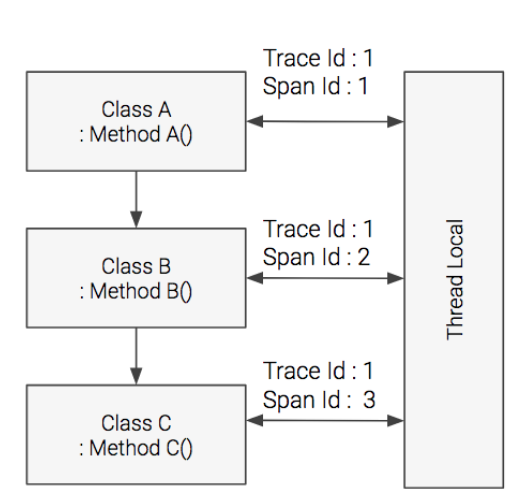 Trace Id : 1
Span Id : 1
Class A
: Method A()
Trace Id : 1
Span Id : 2
Class B
: Method B()
Thread Local
Trace Id : 1
Span Id :  3
Class C
: Method C()